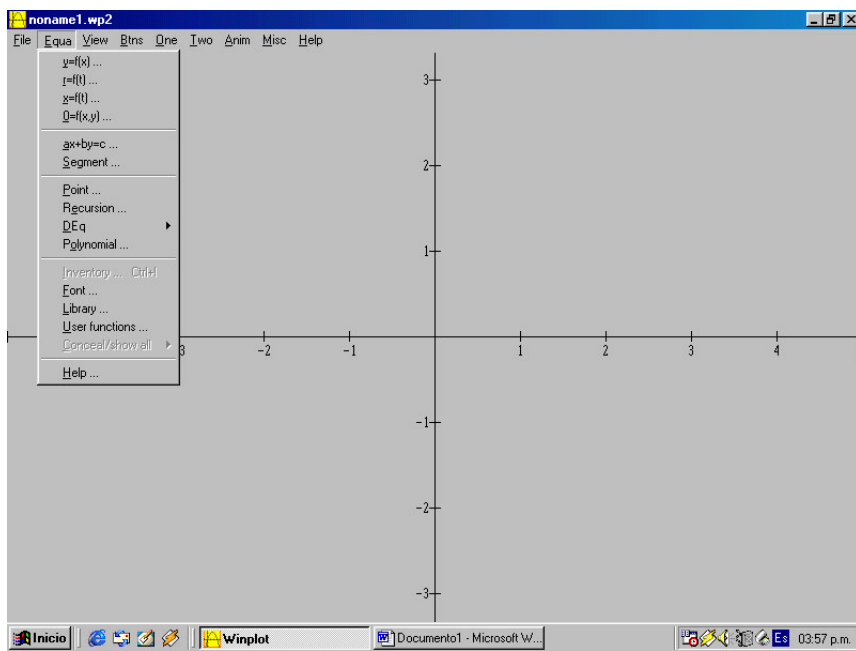 noname1.wp2
File Equa View Btns One Two Anim Misc Help
y=f(x) ...
r=f(t) ...
x=f(t) ...
0=f(x,y) ...
ax+by=c ...
Segment ...
Point ...
Recursion ...
DEq
Polynomial ...
Inventory ... Ctrl+I
Font ...
Library ...
User functions ...
Conceal/show all
Help ...
3
2
1
3 -2 -1 1 2 3 4
-1
-2
-3
Inicio Winplot Documento1 - Microsoft W... Es 03:57 p.m.